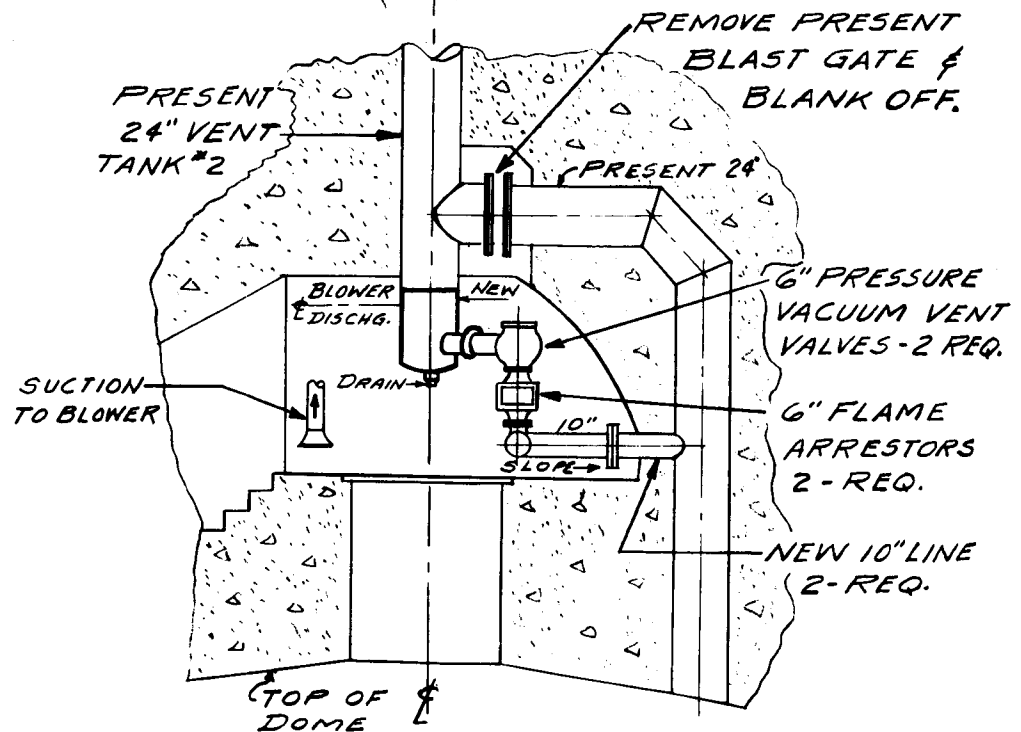 REMOVE PRESENT
BLAST GATE &
BLANK OFF.
PRESENT
24" VENT
TANK #2
PRESENT 24"
BLOWER
DISCHG.
NEW
6" PRESSURE
VACUUM VENT
VALVES - 2 REQ.
DRAIN
SUCTION
TO BLOWER
6" FLAME
ARRESTORS
2 - REQ.
10"
SLOPE
NEW 10" LINE
2 - REQ.
TOP OF
DOME
℄